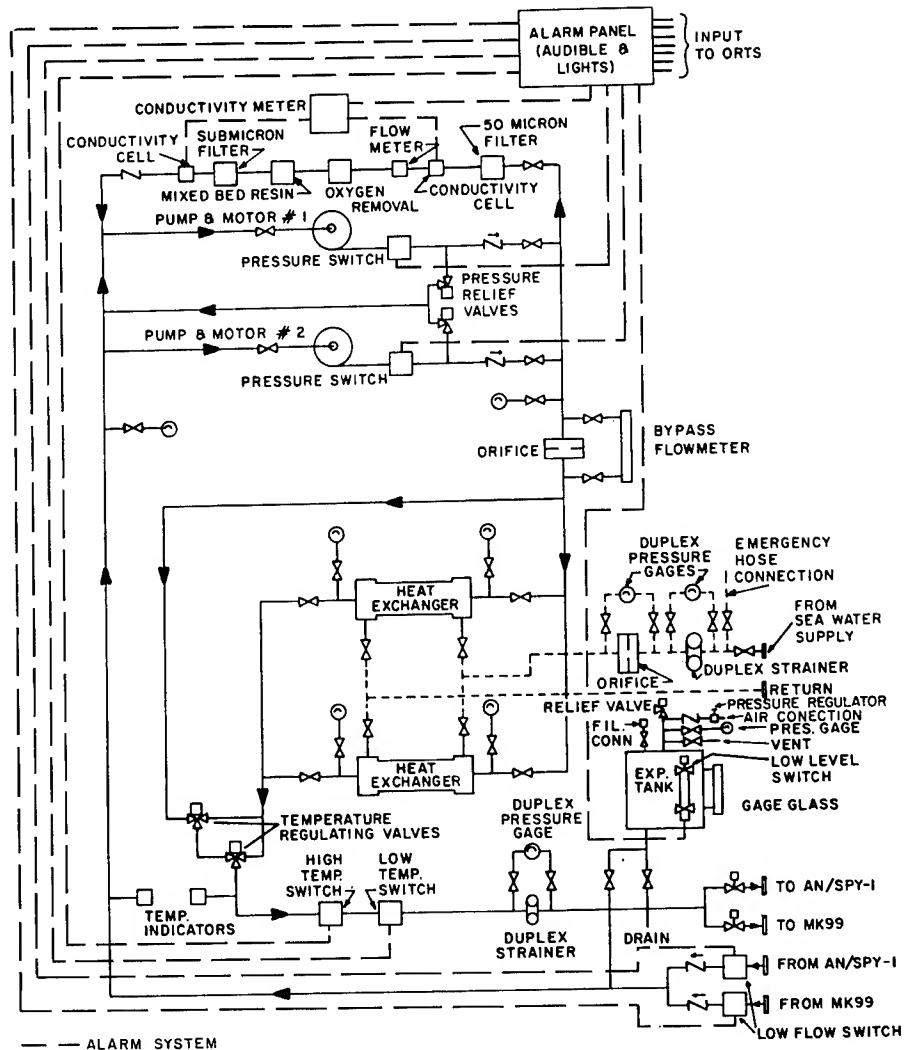 ALARM PANEL
(AUDIBLE &
LIGHTS)
INPUT
TO ORTS
CONDUCTIVITY METER
CONDUCTIVITY
CELL
SUBMICRON
FILTER
FLOW
METER
50 MICRON
FILTER
MIXED BED RESIN
OXYGEN
REMOVAL
CONDUCTIVITY
CELL
PUMP & MOTOR #1
PRESSURE SWITCH
PRESSURE
RELIEF
VALVES
PUMP & MOTOR #2
PRESSURE SWITCH
ORIFICE
BYPASS
FLOWMETER
HEAT
EXCHANGER
DUPLEX
PRESSURE
GAGES
EMERGENCY
HOSE
CONNECTION
FROM
SEA WATER
SUPPLY
DUPLEX STRAINER
ORIFICE
RETURN
RELIEF VALVE
PRESSURE REGULATOR
AIR CONECTION
FIL.
CONN
PRES. GAGE
VENT
LOW LEVEL
SWITCH
HEAT
EXCHANGER
EXP.
TANK
GAGE GLASS
TEMPERATURE
REGULATING VALVES
DUPLEX
PRESSURE
GAGE
HIGH
TEMP.
SWITCH
LOW
TEMP.
SWITCH
TEMP.
INDICATORS
DUPLEX
STRAINER
DRAIN
TO AN/SPY-1
TO MK99
FROM AN/SPY-1
FROM MK99
LOW FLOW SWITCH
ALARM SYSTEM